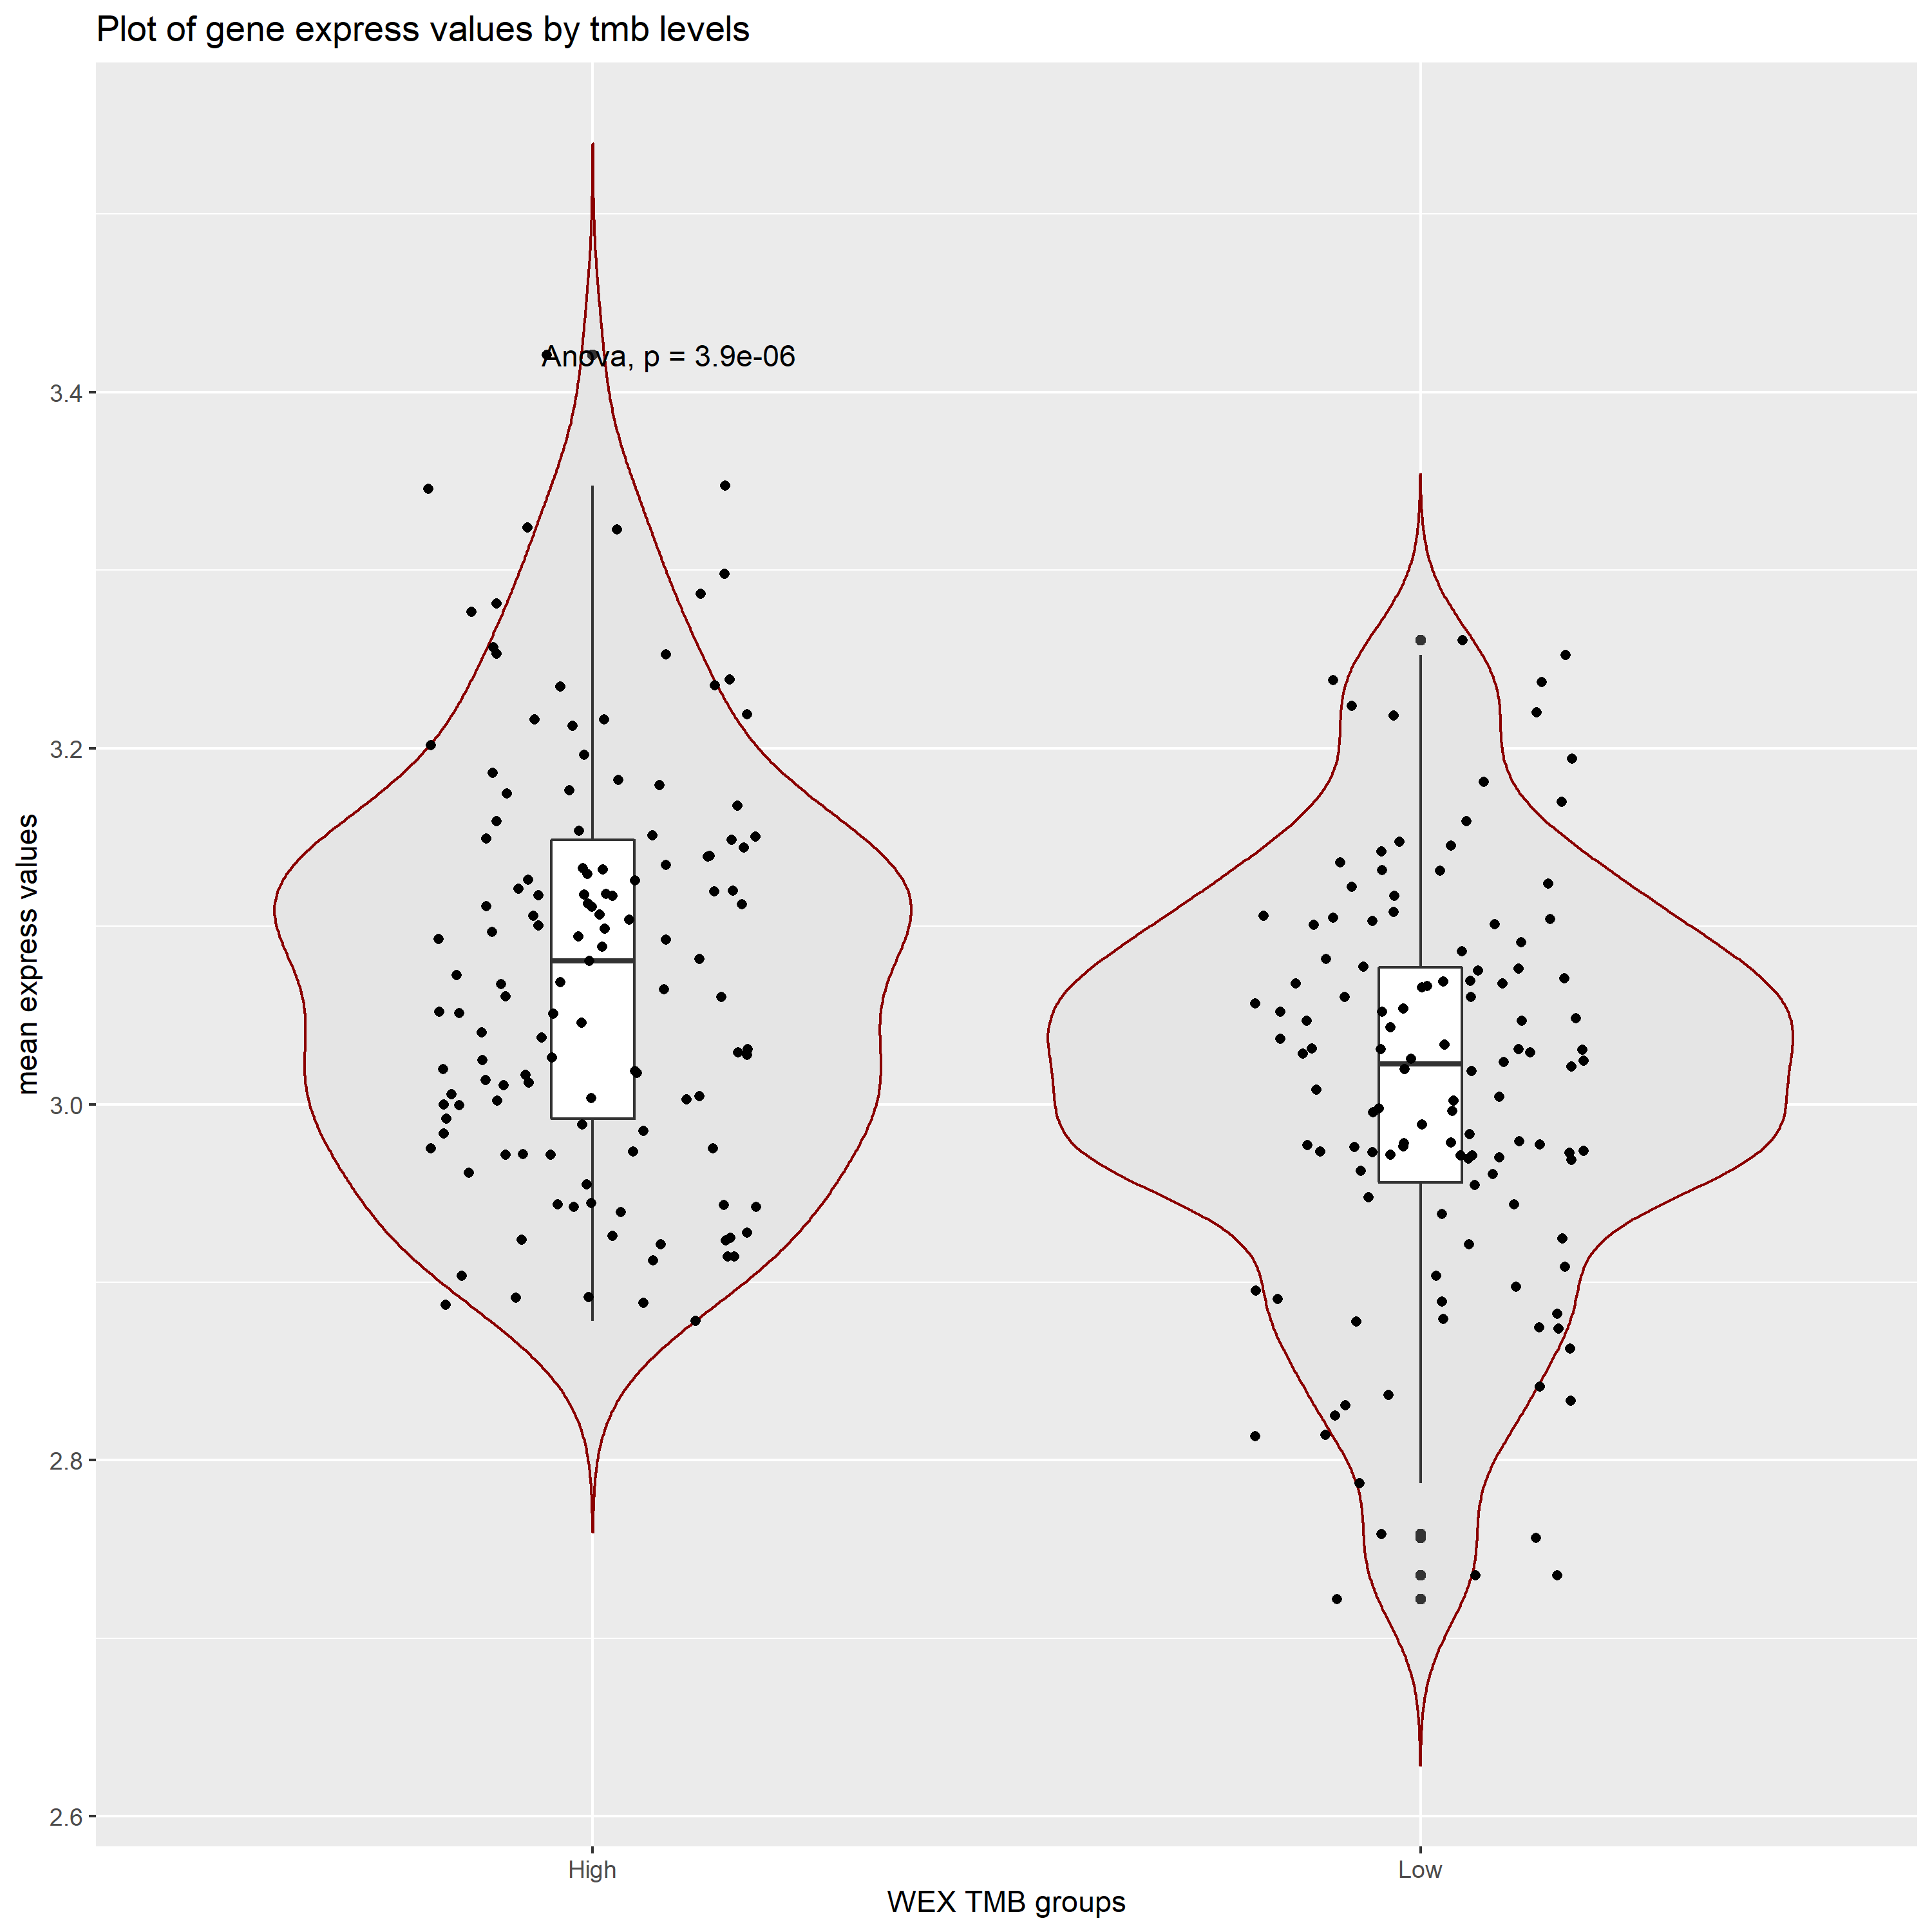 Plot of gene express values by tmb levels
Anova, p = 3.9e-06
3.4
3.2
3.0
2.8
2.6
mean express values
High
Low
WEX TMB groups